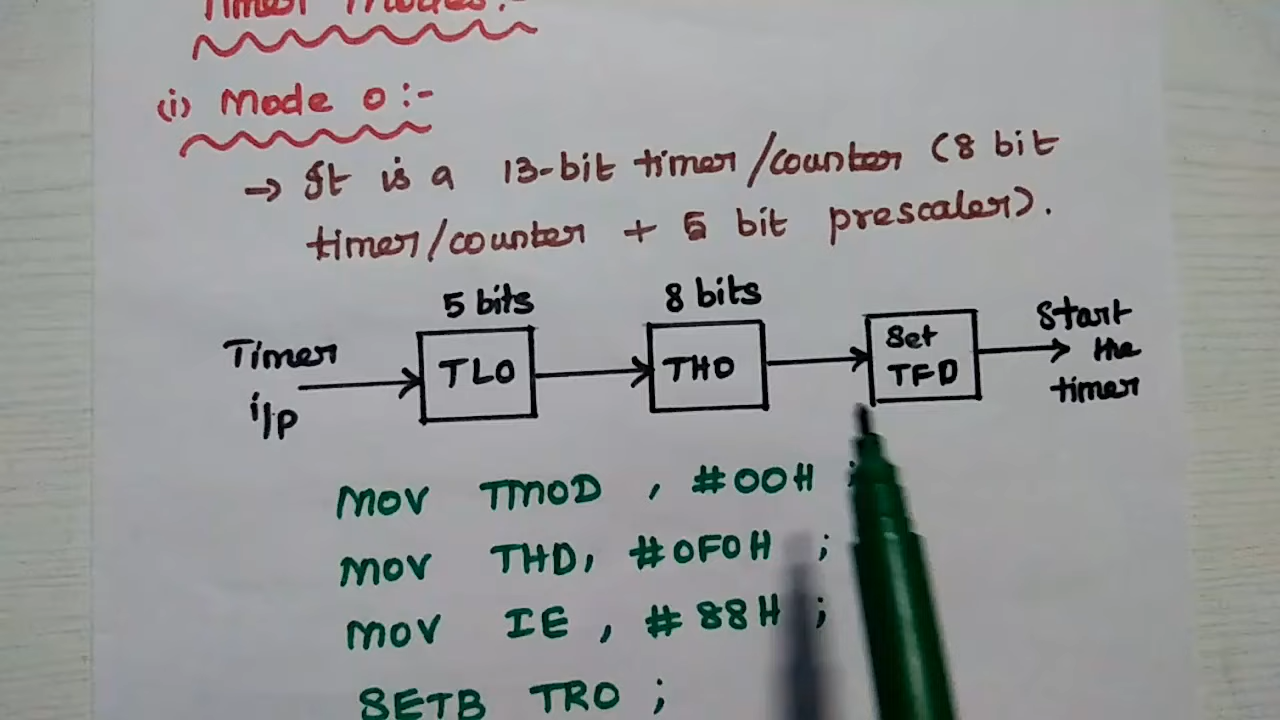 Timer modes:-
(i) Mode 0:-
→ It is a 13-bit timer/counter (8 bit
timer/counter + 5 bit prescaler).
5 bits
8 bits
Timer
i/p
TL0
TH0
Set
TF0
Start
the
timer
MOV TMOD, #00H ;
MOV TH0, #0F0H ;
MOV IE, #88H ;
SETB TR0 ;